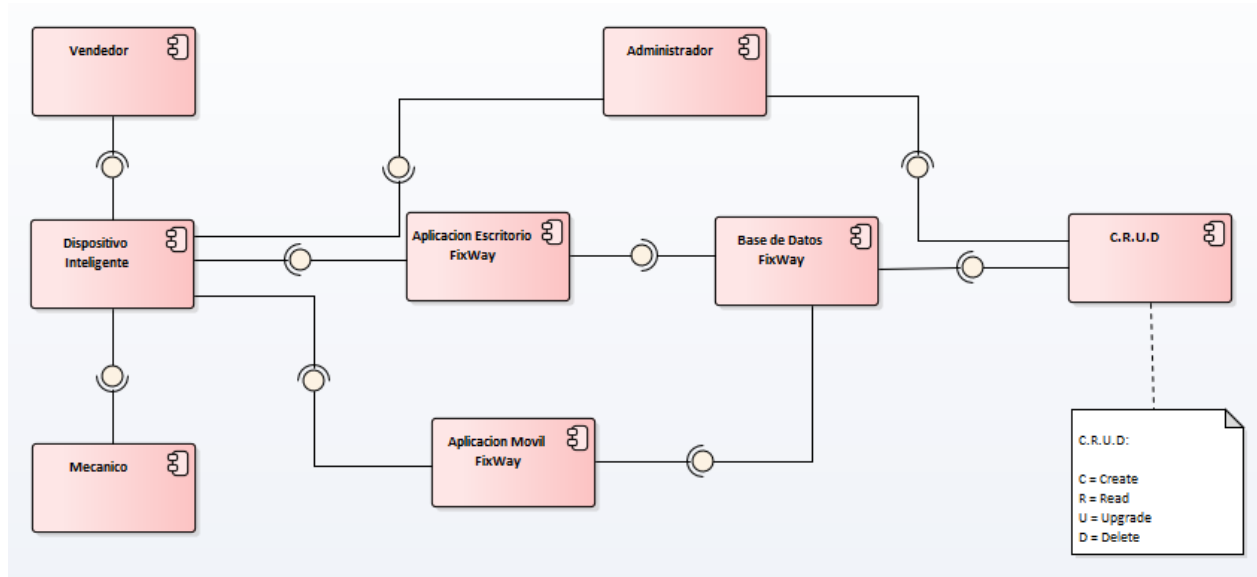 Vendedor
Administrador
Dispositivo
Inteligente
Aplicacion Escritorio
FixWay
Base de Datos
FixWay
C.R.U.D
Mecanico
Aplicacion Movil
FixWay
C.R.U.D:
C = Create
R = Read
U = Upgrade
D = Delete